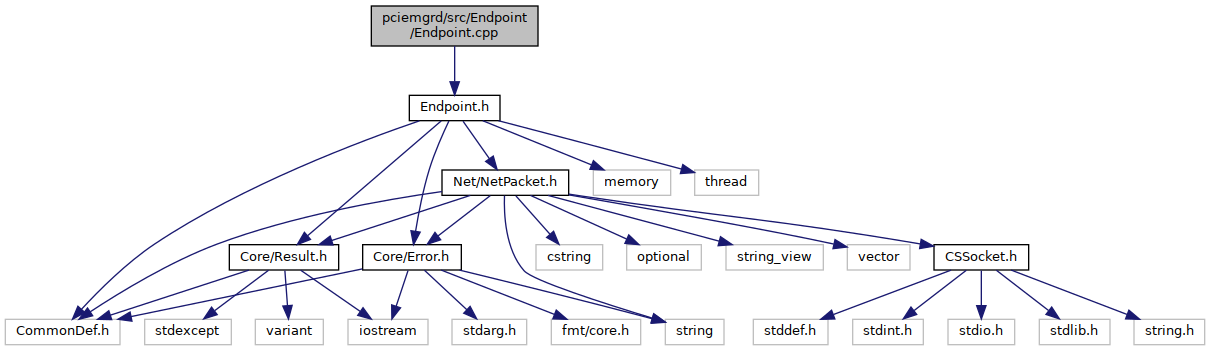 pciemgrd/src/Endpoint
/Endpoint.cpp
Endpoint.h
Net/NetPacket.h
memory
thread
Core/Result.h
Core/Error.h
cstring
optional
string_view
vector
CSSocket.h
CommonDef.h
stdexcept
variant
iostream
stdarg.h
fmt/core.h
string
stddef.h
stdint.h
stdio.h
stdlib.h
string.h